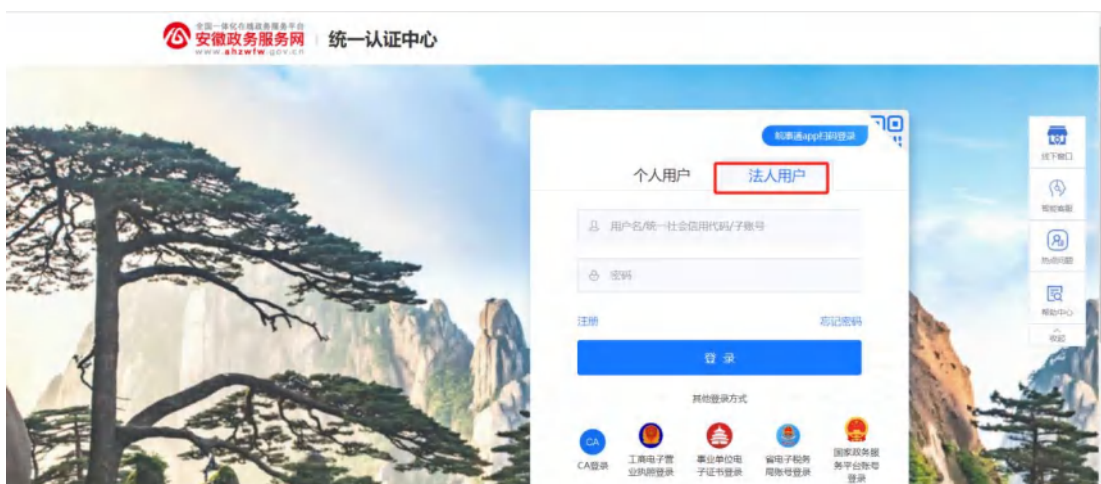 全国一体化在线政务服务平台
安徽政务服务网
www.ahzwfw.gov.cn
统一认证中心
皖事通app扫码登录
个人用户
法人用户
用户名/统一社会信用代码/子账号
密码
注册
忘记密码
登 录
其他登录方式
CA
CA登录
工商电子营
业执照登录
事业单位电
子证书登录
省电子税务
局账号登录
国家政务服
务平台账号
登录
线下窗口
智能客服
热点问题
帮助中心
收起